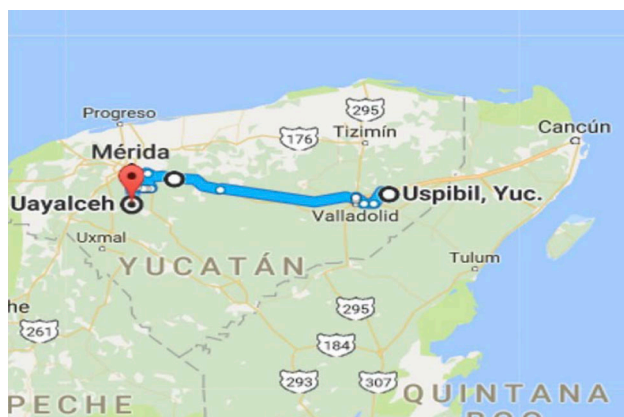 Progreso
295
Tizimín
176
Cancún
Mérida
Uayalceh
Uspibil, Yuc.
Valladolid
Uxmal
YUCATÁN
Tulum
he
261
295
184
293
307
PECHE
QUINTANA
ROO